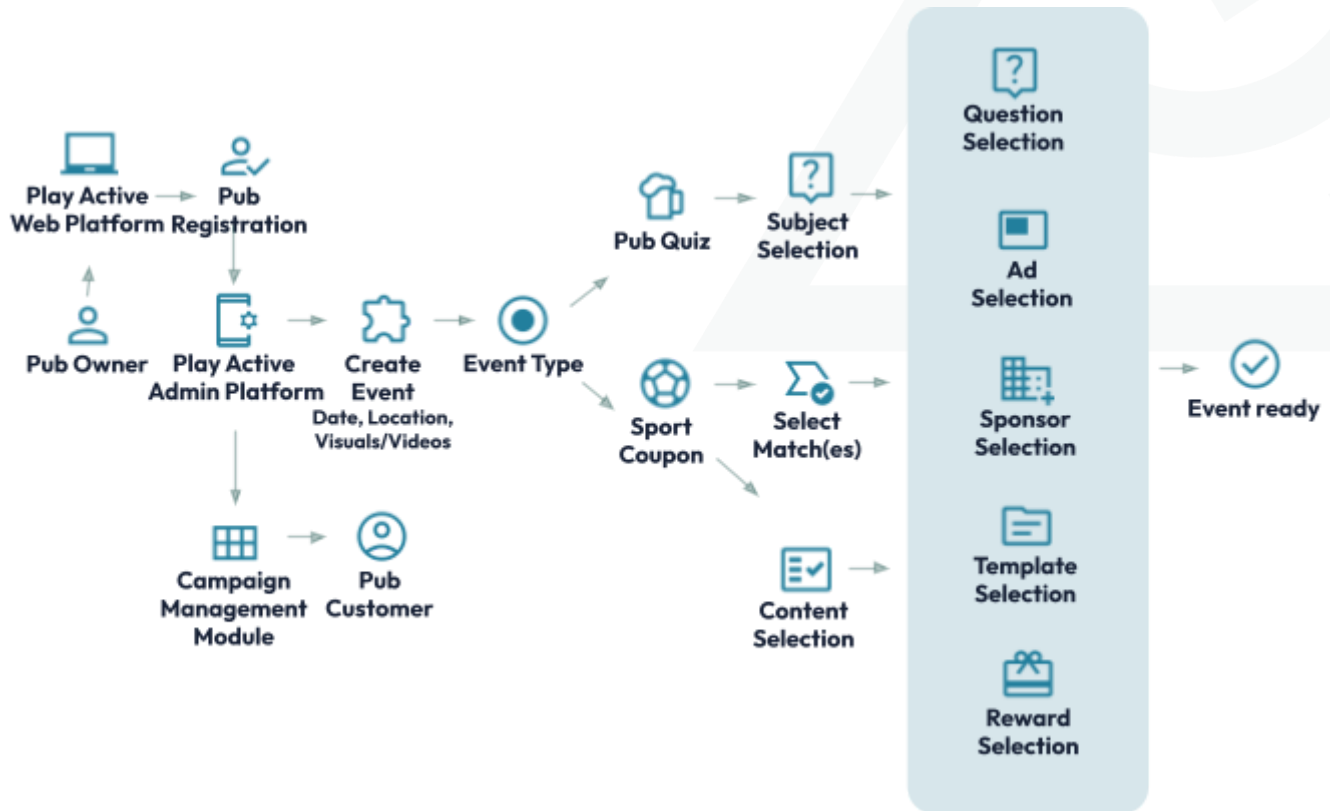 Play Active
Web Platform
Pub
Registration
Pub Owner
Play Active
Admin Platform
Create
Event
Date, Location,
Visuals/Videos
Event Type
Campaign
Management
Module
Pub
Customer
Pub Quiz
Subject
Selection
Sport
Coupon
Select
Match(es)
Content
Selection
Question
Selection
Ad
Selection
Sponsor
Selection
Template
Selection
Reward
Selection
Event ready